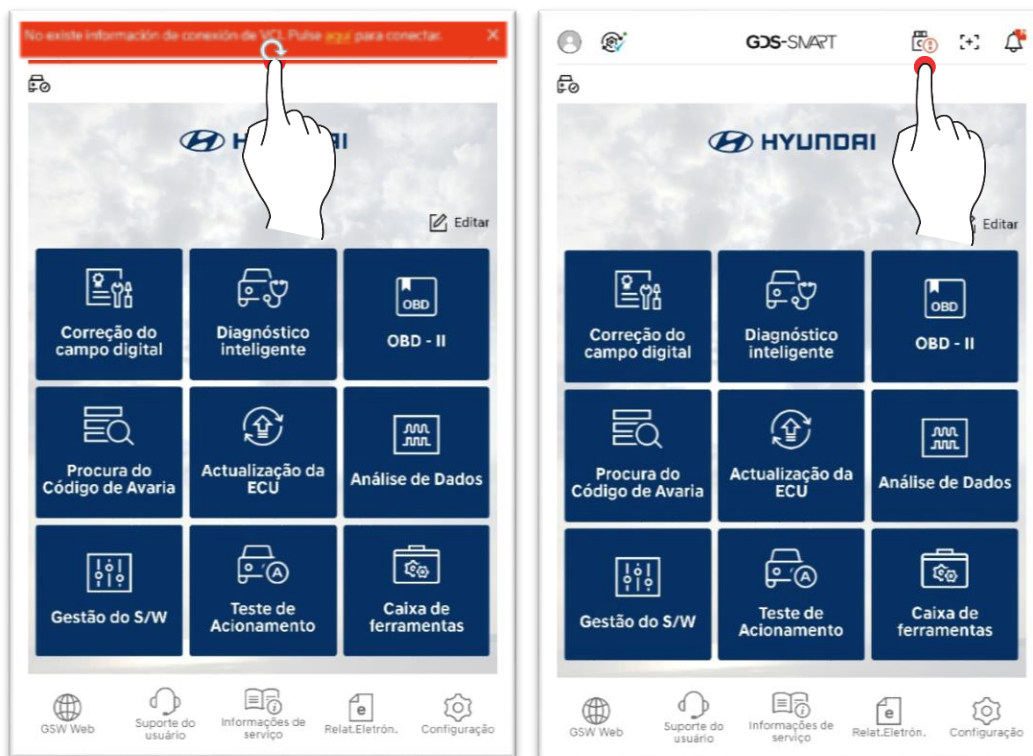 No existe información de conexión de VCI. Pulse aquí para conectar.
HYUNDAI
Editar
Correção do
campo digital
Diagnóstico
inteligente
OBD
OBD - II
Procura do
Código de Avaria
Actualização da
ECU
Análise de Dados
Gestão do S/W
A
Teste de
Acionamento
Caixa de
ferramentas
GSW Web
Suporte do
usuário
Informações de
serviço
e
Relat.Eletrón.
Configuração
GDS-SMART
HYUNDAI
Editar
Correção do
campo digital
Diagnóstico
inteligente
OBD
OBD - II
Procura do
Código de Avaria
Actualização da
ECU
Análise de Dados
Gestão do S/W
A
Teste de
Acionamento
Caixa de
ferramentas
GSW Web
Suporte do
usuário
Informações de
serviço
e
Relat.Eletrón.
Configuração